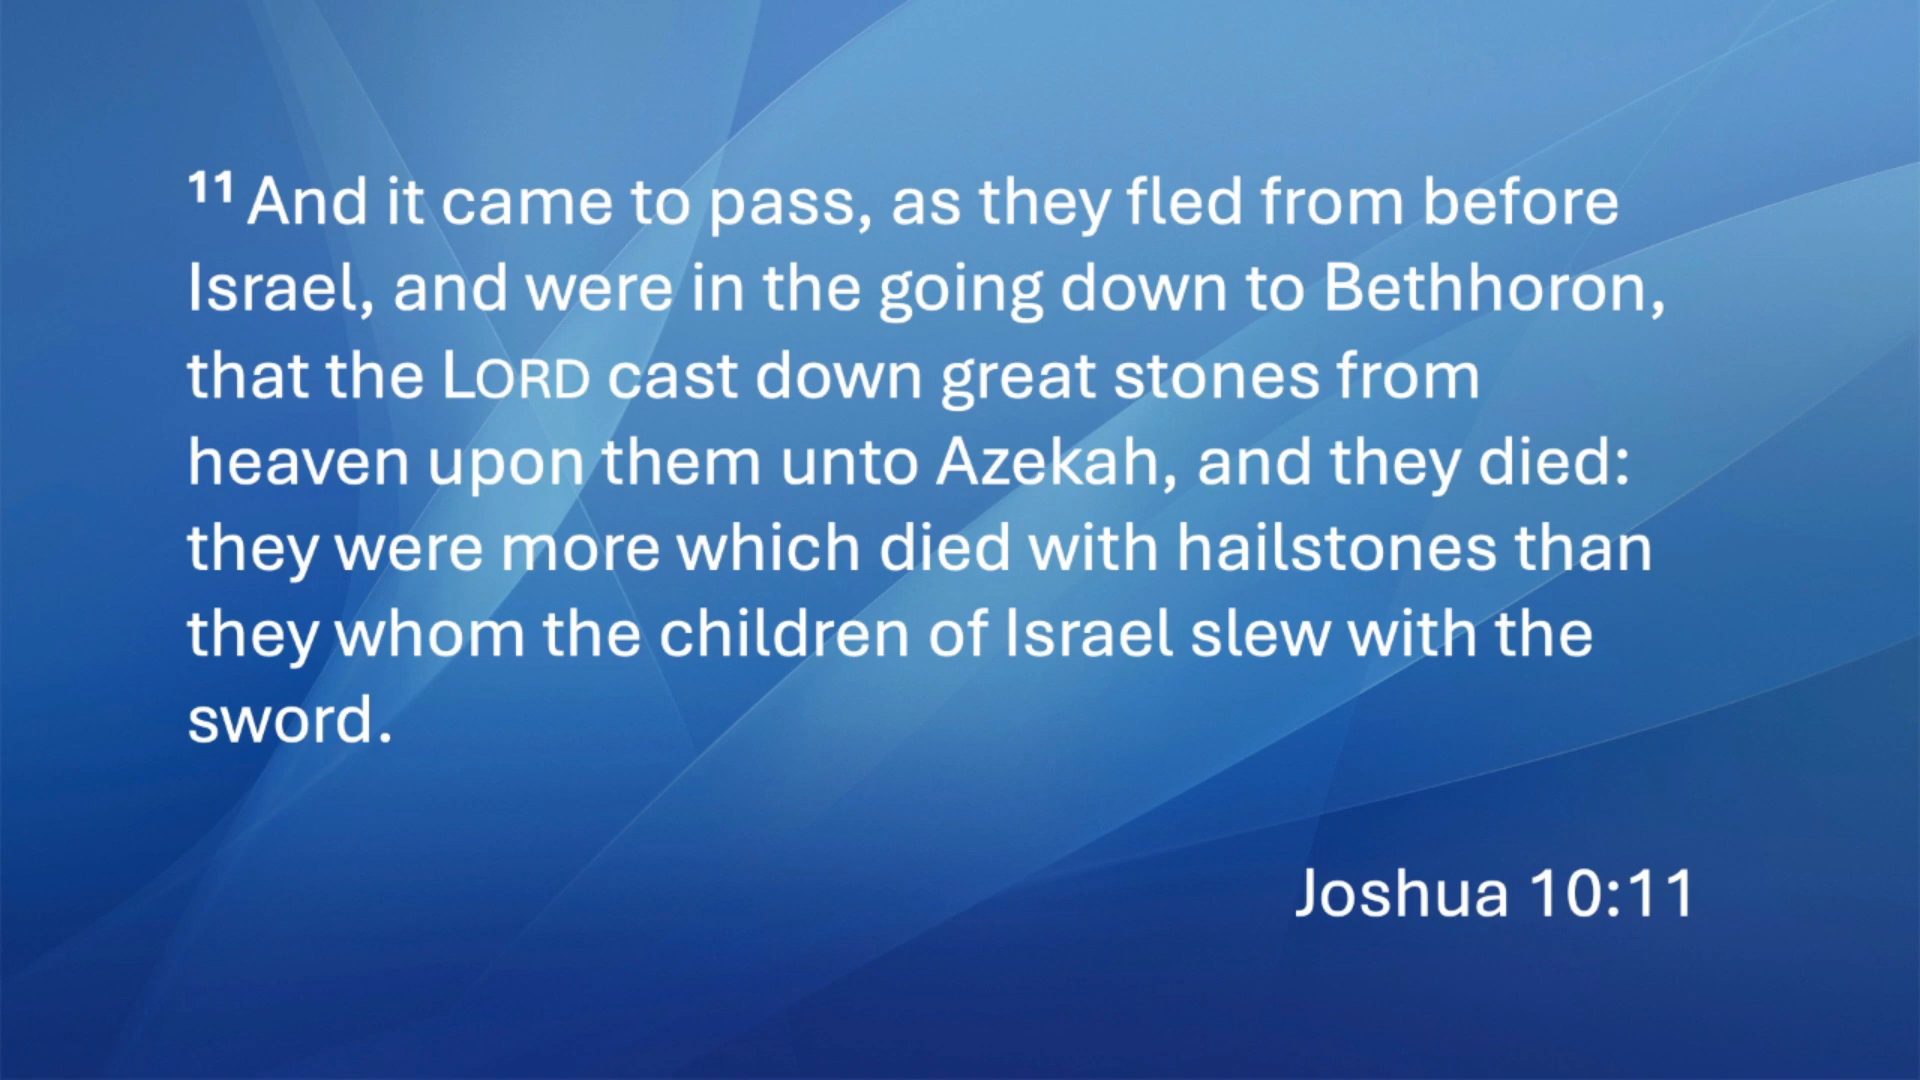 11 And it came to pass, as they fled from before
Israel, and were in the going down to Bethhoron,
that the LORD cast down great stones from
heaven upon them unto Azekah, and they died:
they were more which died with hailstones than
they whom the children of Israel slew with the
sword.
Joshua 10:11